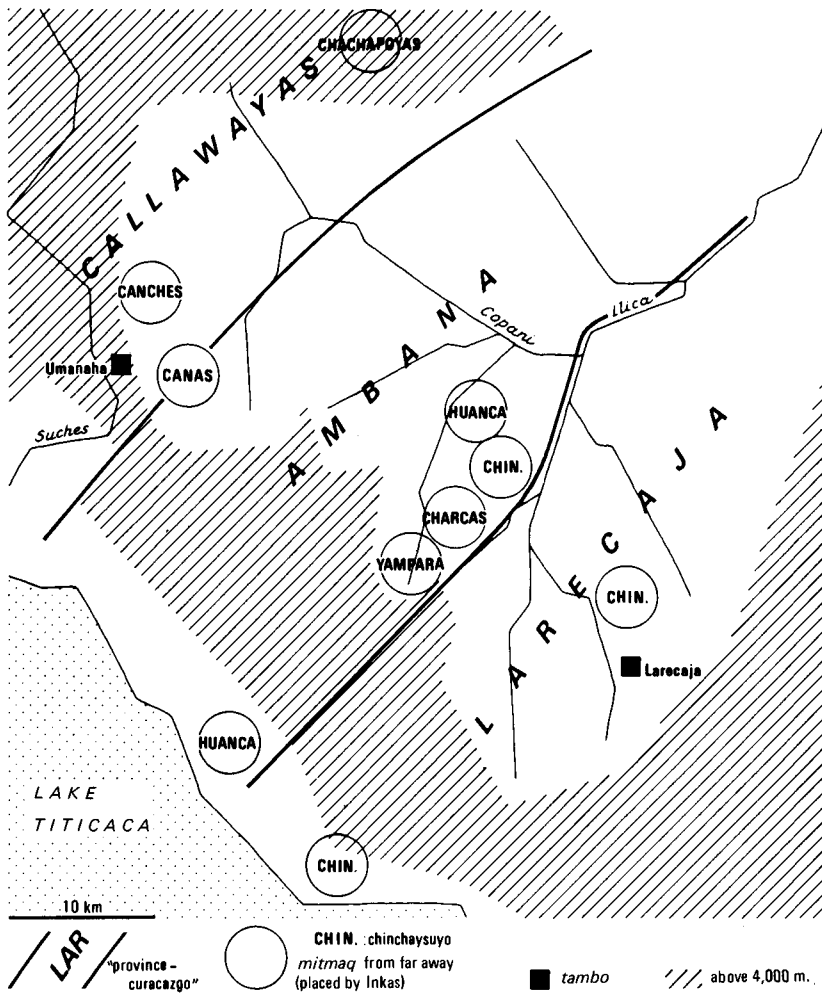 CHACHAPOYAS
CALLAWAYAS
CANCHES
AMBANA
Copani
Llica
Umanaha
CANAS
HUANCA
Suches
CHIN.
LARECAJA
CHARCAS
YAMPARA
CHIN.
Larecaja
HUANCA
LAKE
TITICACA
CHIN.
10 km
LAR
"province-
curacazgo"
CHIN. : chinchaysuyo
mitmaq from far away
(placed by Inkas)
tambo
above 4,000 m.